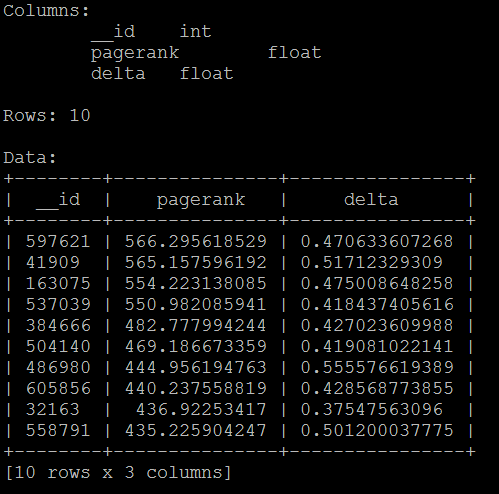 Columns:
        __id    int
        pagerank        float
        delta   float

Rows: 10

Data:
+--------+---------------+----------------+
|  __id  |    pagerank   |     delta      |
+--------+---------------+----------------+
| 597621 | 566.295618529 | 0.470633607268 |
| 41909  | 565.157596192 | 0.51712329309  |
| 163075 | 554.223138085 | 0.475008648258 |
| 537039 | 550.982085941 | 0.418437405616 |
| 384666 | 482.777994244 | 0.427023609988 |
| 504140 | 469.186673359 | 0.419081022141 |
| 486980 | 444.956194763 | 0.555576619389 |
| 605856 | 440.237558819 | 0.428568773855 |
| 32163  |  436.92253417 | 0.37547563096  |
| 558791 | 435.225904247 | 0.501200037775 |
+--------+---------------+----------------+
[10 rows x 3 columns]